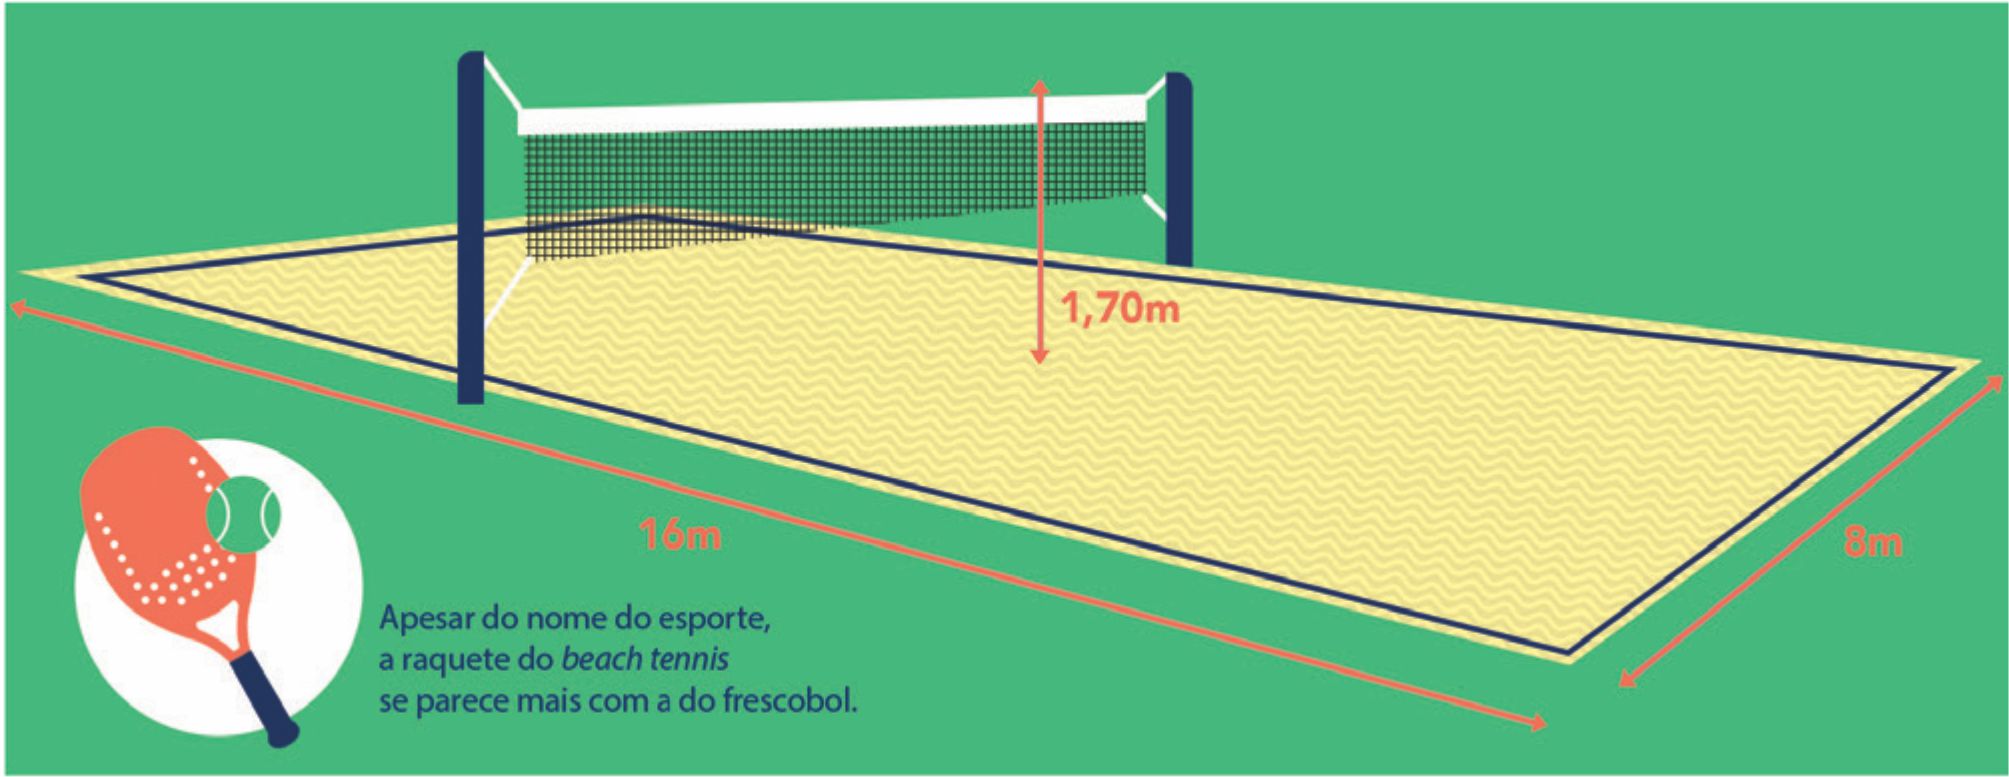 1,70m
16m
8m
Apesar do nome do esporte,
a raquete do beach tennis
se parece mais com a do frescobol.